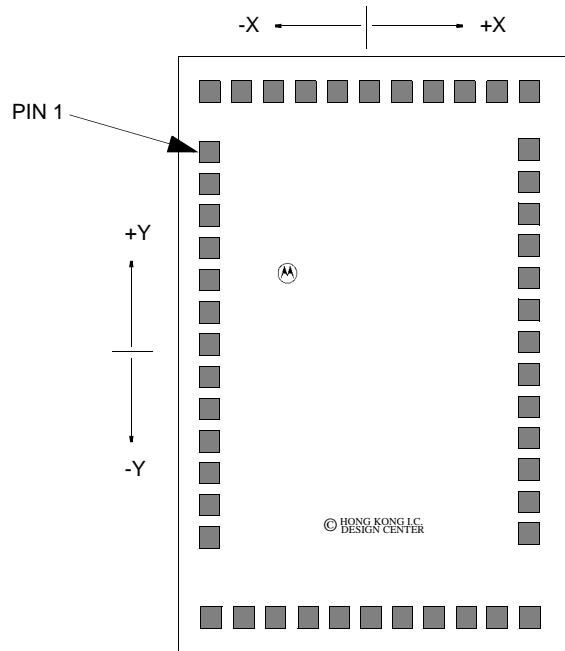 -X
+X
PIN 1
+Y
-Y
© HONG KONG I.C.
DESIGN CENTER